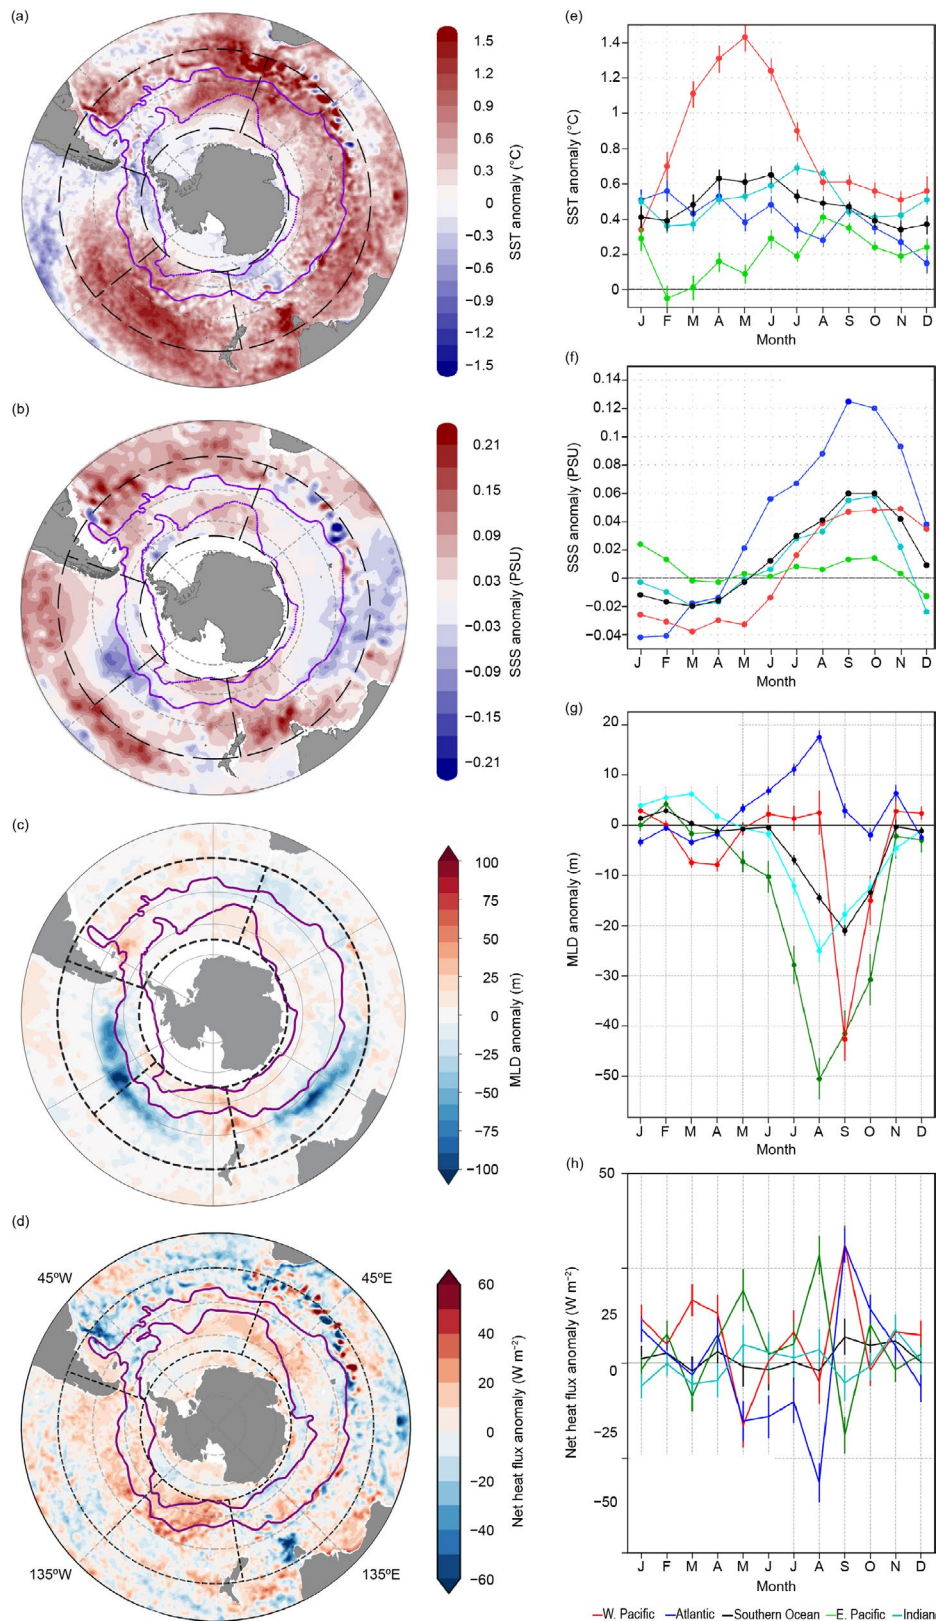 (a)
1.5
1.2
0.9
0.6
0.3
0
−0.3
−0.6
−0.9
−1.2
−1.5
SST anomaly (°C)
(b)
0.21
0.15
0.09
0.03
−0.03
−0.09
−0.15
−0.21
SSS anomaly (PSU)
(c)
100
75
50
25
0
−25
−50
−75
−100
MLD anomaly (m)
(d)
45ºW
45ºE
135ºW
135ºE
60
40
20
0
−20
−40
−60
Net heat flux anomaly (W m⁻²)
(e)
1.4
1.2
1
0.8
0.6
0.4
0.2
0
SST anomaly (°C)
J F M A M J J A S O N D
Month
(f)
0.14
0.12
0.1
0.08
0.06
0.04
0.02
0
−0.02
−0.04
SSS anomaly (PSU)
J F M A M J J A S O N D
Month
(g)
20
10
0
−10
−20
−30
−40
−50
MLD anomaly (m)
J F M A M J J A S O N D
Month
(h)
50
25
0
−25
−50
Net heat flux anomaly (W m⁻²)
J F M A M J J A S O N D
Month
W. Pacific Atlantic Southern Ocean E. Pacific Indian